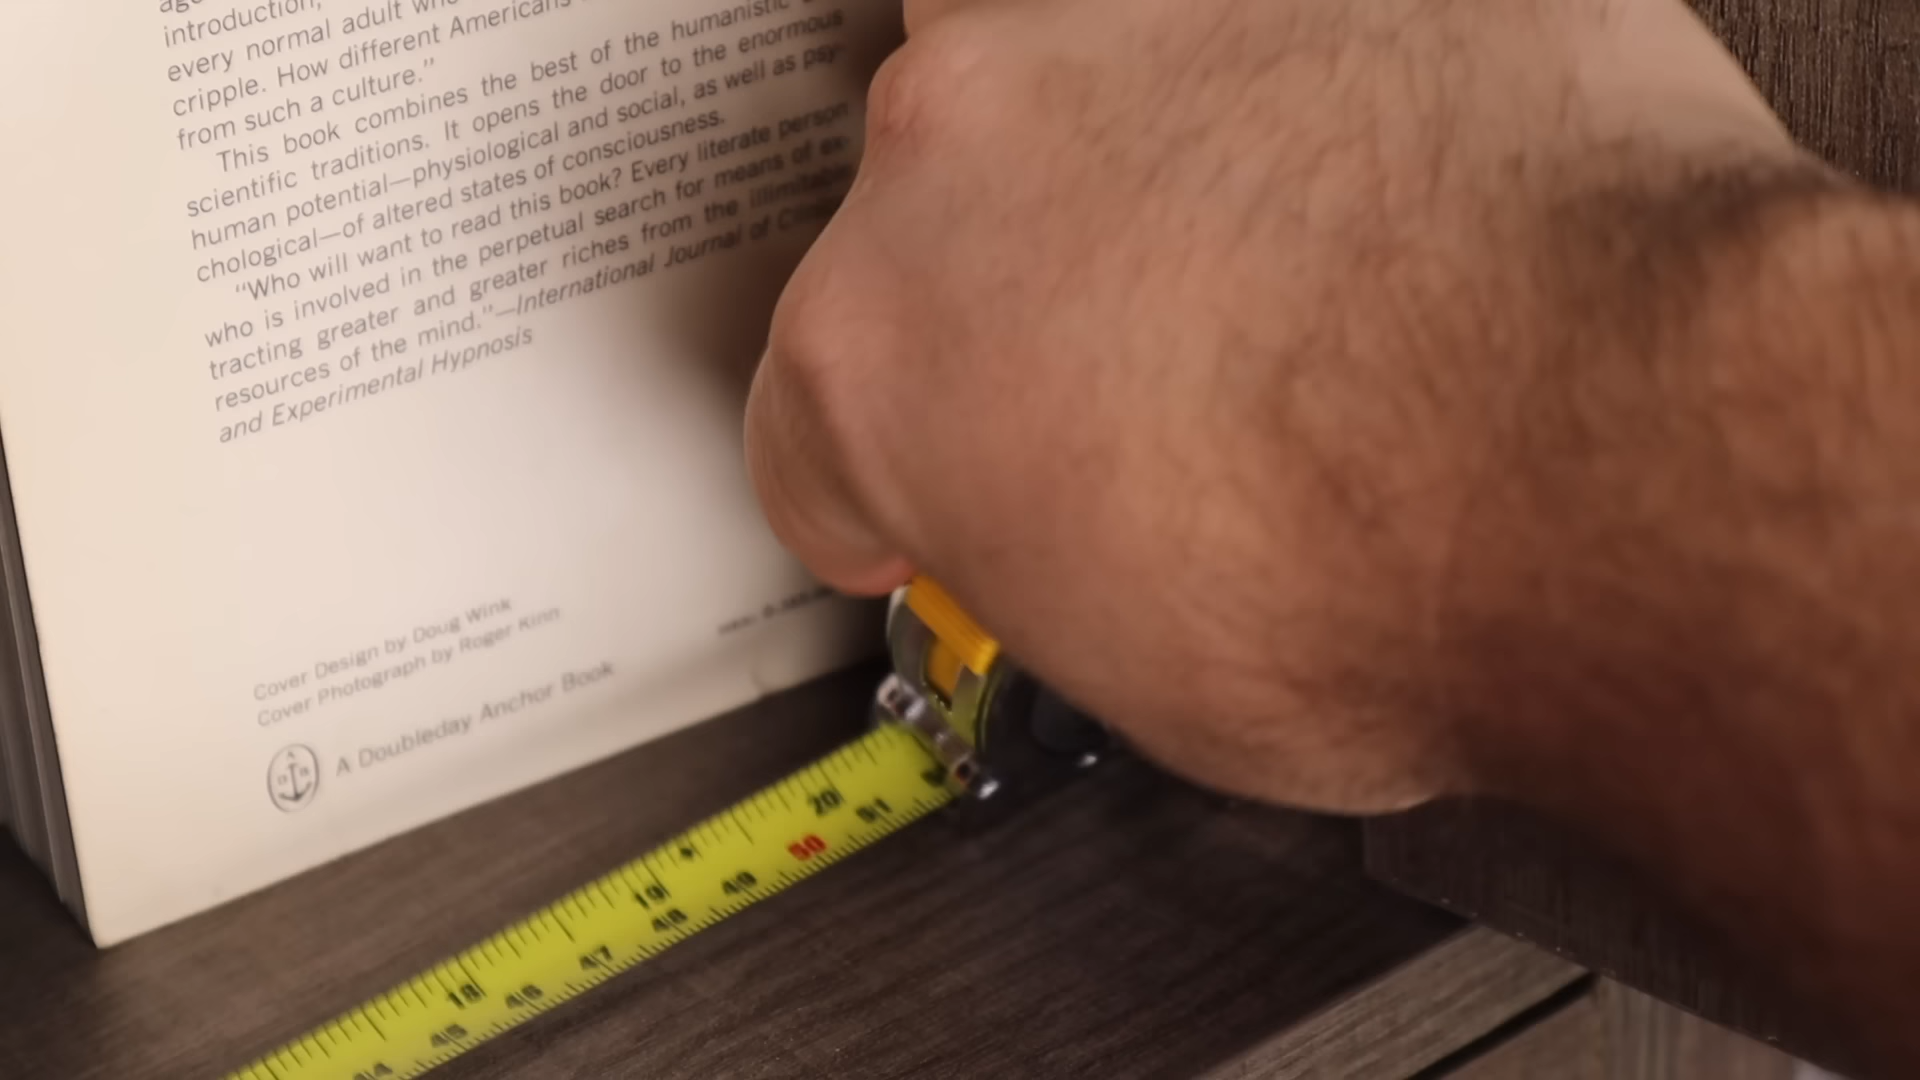 introduction,
every normal adult
cripple. How different Americans
from such a culture."
This book combines the best of the humanistic
scientific traditions. It opens the door to the enormous
human potential—physiological and social, as well as psy-
chological—of altered states of consciousness.
"Who will want to read this book? Every literate person
who is involved in the perpetual search for means of ex-
tracting greater and greater riches from the illimitable
resources of the mind."—International Journal of
and Experimental Hypnosis
Cover Design by Doug Wink
Cover Photograph by Roger Kinn
A Doubleday Anchor Book
18 19 20
44 45 46 47 48 49 50 51